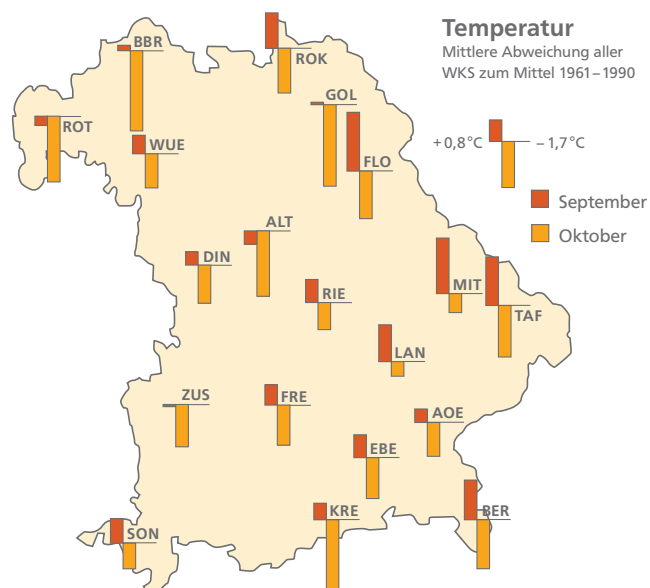 Temperatur
Mittlere Abweichung aller
WKS zum Mittel 1961–1990
+0,8°C
–1,7°C
September
Oktober
BBR
ROK
GOL
ROT
WUE
FLO
ALT
DIN
RIE
MIT
TAF
LAN
ZUS
FRE
AOE
EBE
KRE
BER
SON